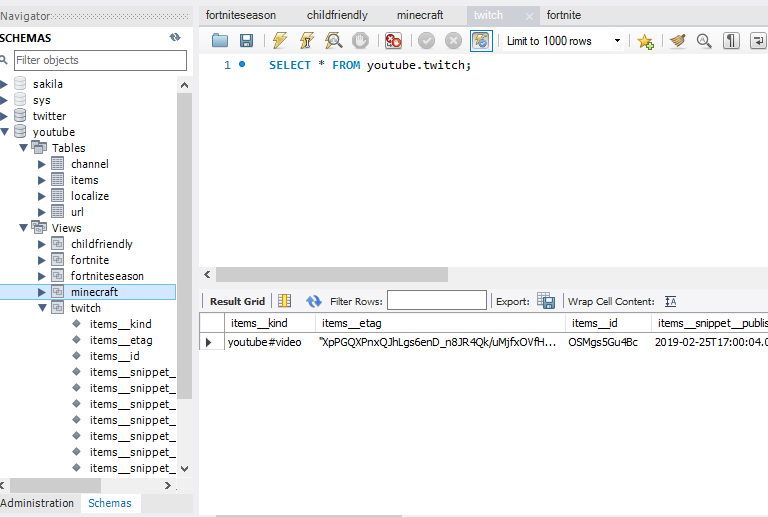 Navigator
SCHEMAS
Filter objects
sakila
sys
twitter
youtube
Tables
channel
items
localize
url
Views
childfriendly
fortnite
fortniteseason
minecraft
twitch
items__kind
items__etag
items__id
items__snippet_
items__snippet_
items__snippet_
items__snippet_
items__snippet_
items__snippet_
items__snippet_
Administration Schemas
fortniteseason childfriendly minecraft twitch fortnite
Limit to 1000 rows
1 SELECT * FROM youtube.twitch;
Result Grid Filter Rows: Export: Wrap Cell Content: IA
items__kind items__etag items__id items__snippet__publis
youtube#video "XpPGQXPnxQJhLgs6enD_n8JR4Qk/uMjfxOVfH... OSMgs5Gu4Bc 2019-02-25T17:00:04.0